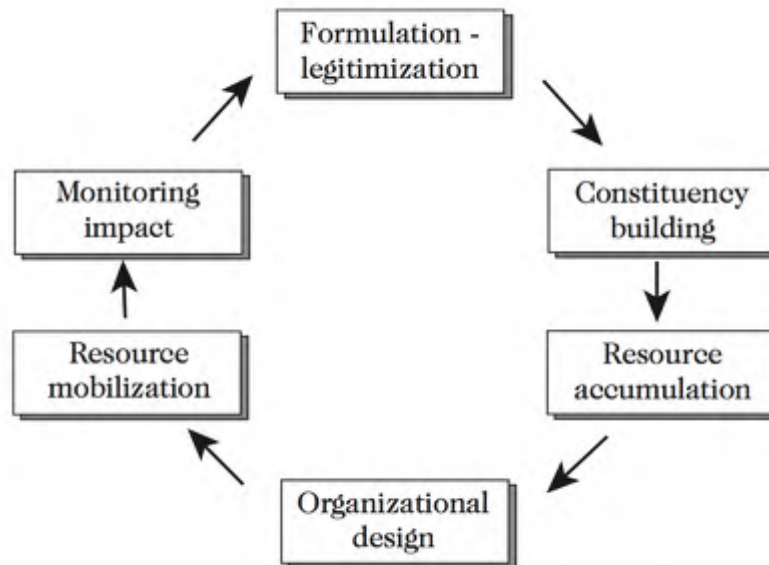 Formulation -
legitimization
Constituency
building
Resource
accumulation
Organizational
design
Resource
mobilization
Monitoring
impact